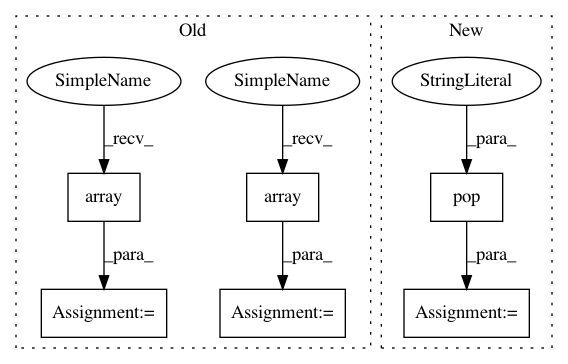 Old
New
SimpleName
SimpleName
StringLiteral
_recv_
_recv_
_para_
array
array
pop
_para_
_para_
_para_
Assignment:=
Assignment:=
Assignment:=